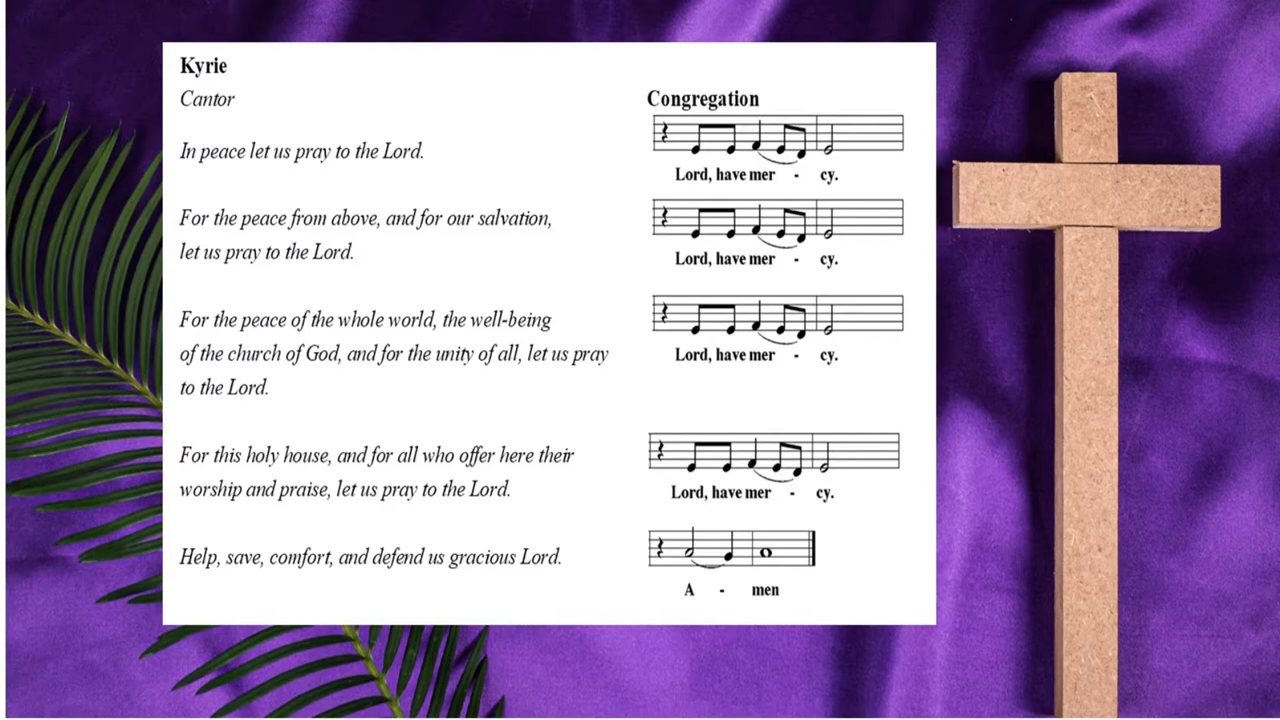 Kyrie
Cantor
Congregation
In peace let us pray to the Lord.
Lord, have mer - cy.
For the peace from above, and for our salvation,
let us pray to the Lord.
Lord, have mer - cy.
For the peace of the whole world, the well-being
of the church of God, and for the unity of all, let us pray
to the Lord.
Lord, have mer - cy.
For this holy house, and for all who offer here their
worship and praise, let us pray to the Lord.
Lord, have mer - cy.
Help, save, comfort, and defend us gracious Lord.
A - men